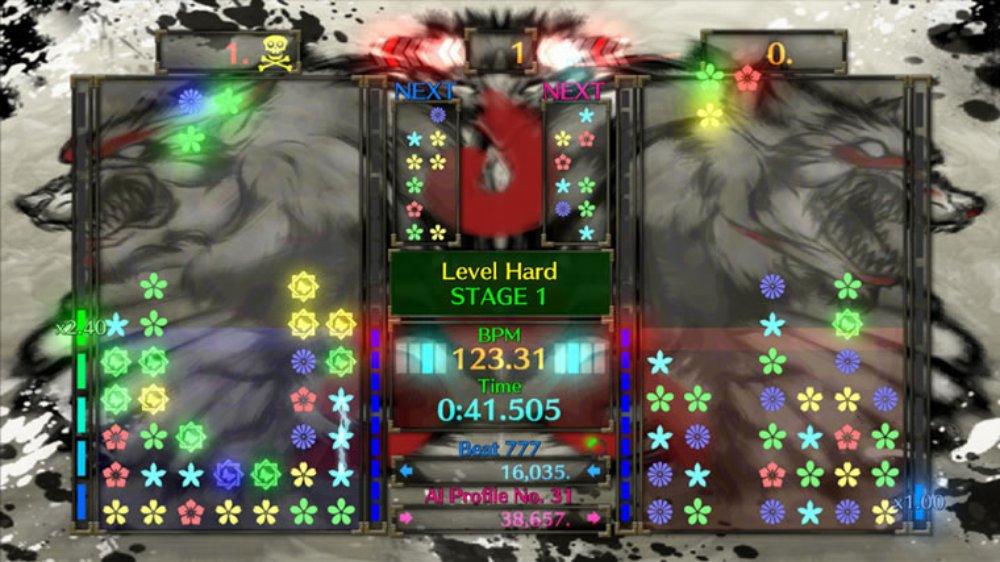 1.
1
0.
NEXT
NEXT
Level Hard
STAGE 1
x2.40
BPM
123.31
Time
0:41.505
Beat 777
16,035.
AI Profile No. 31
38,657.
x1.00